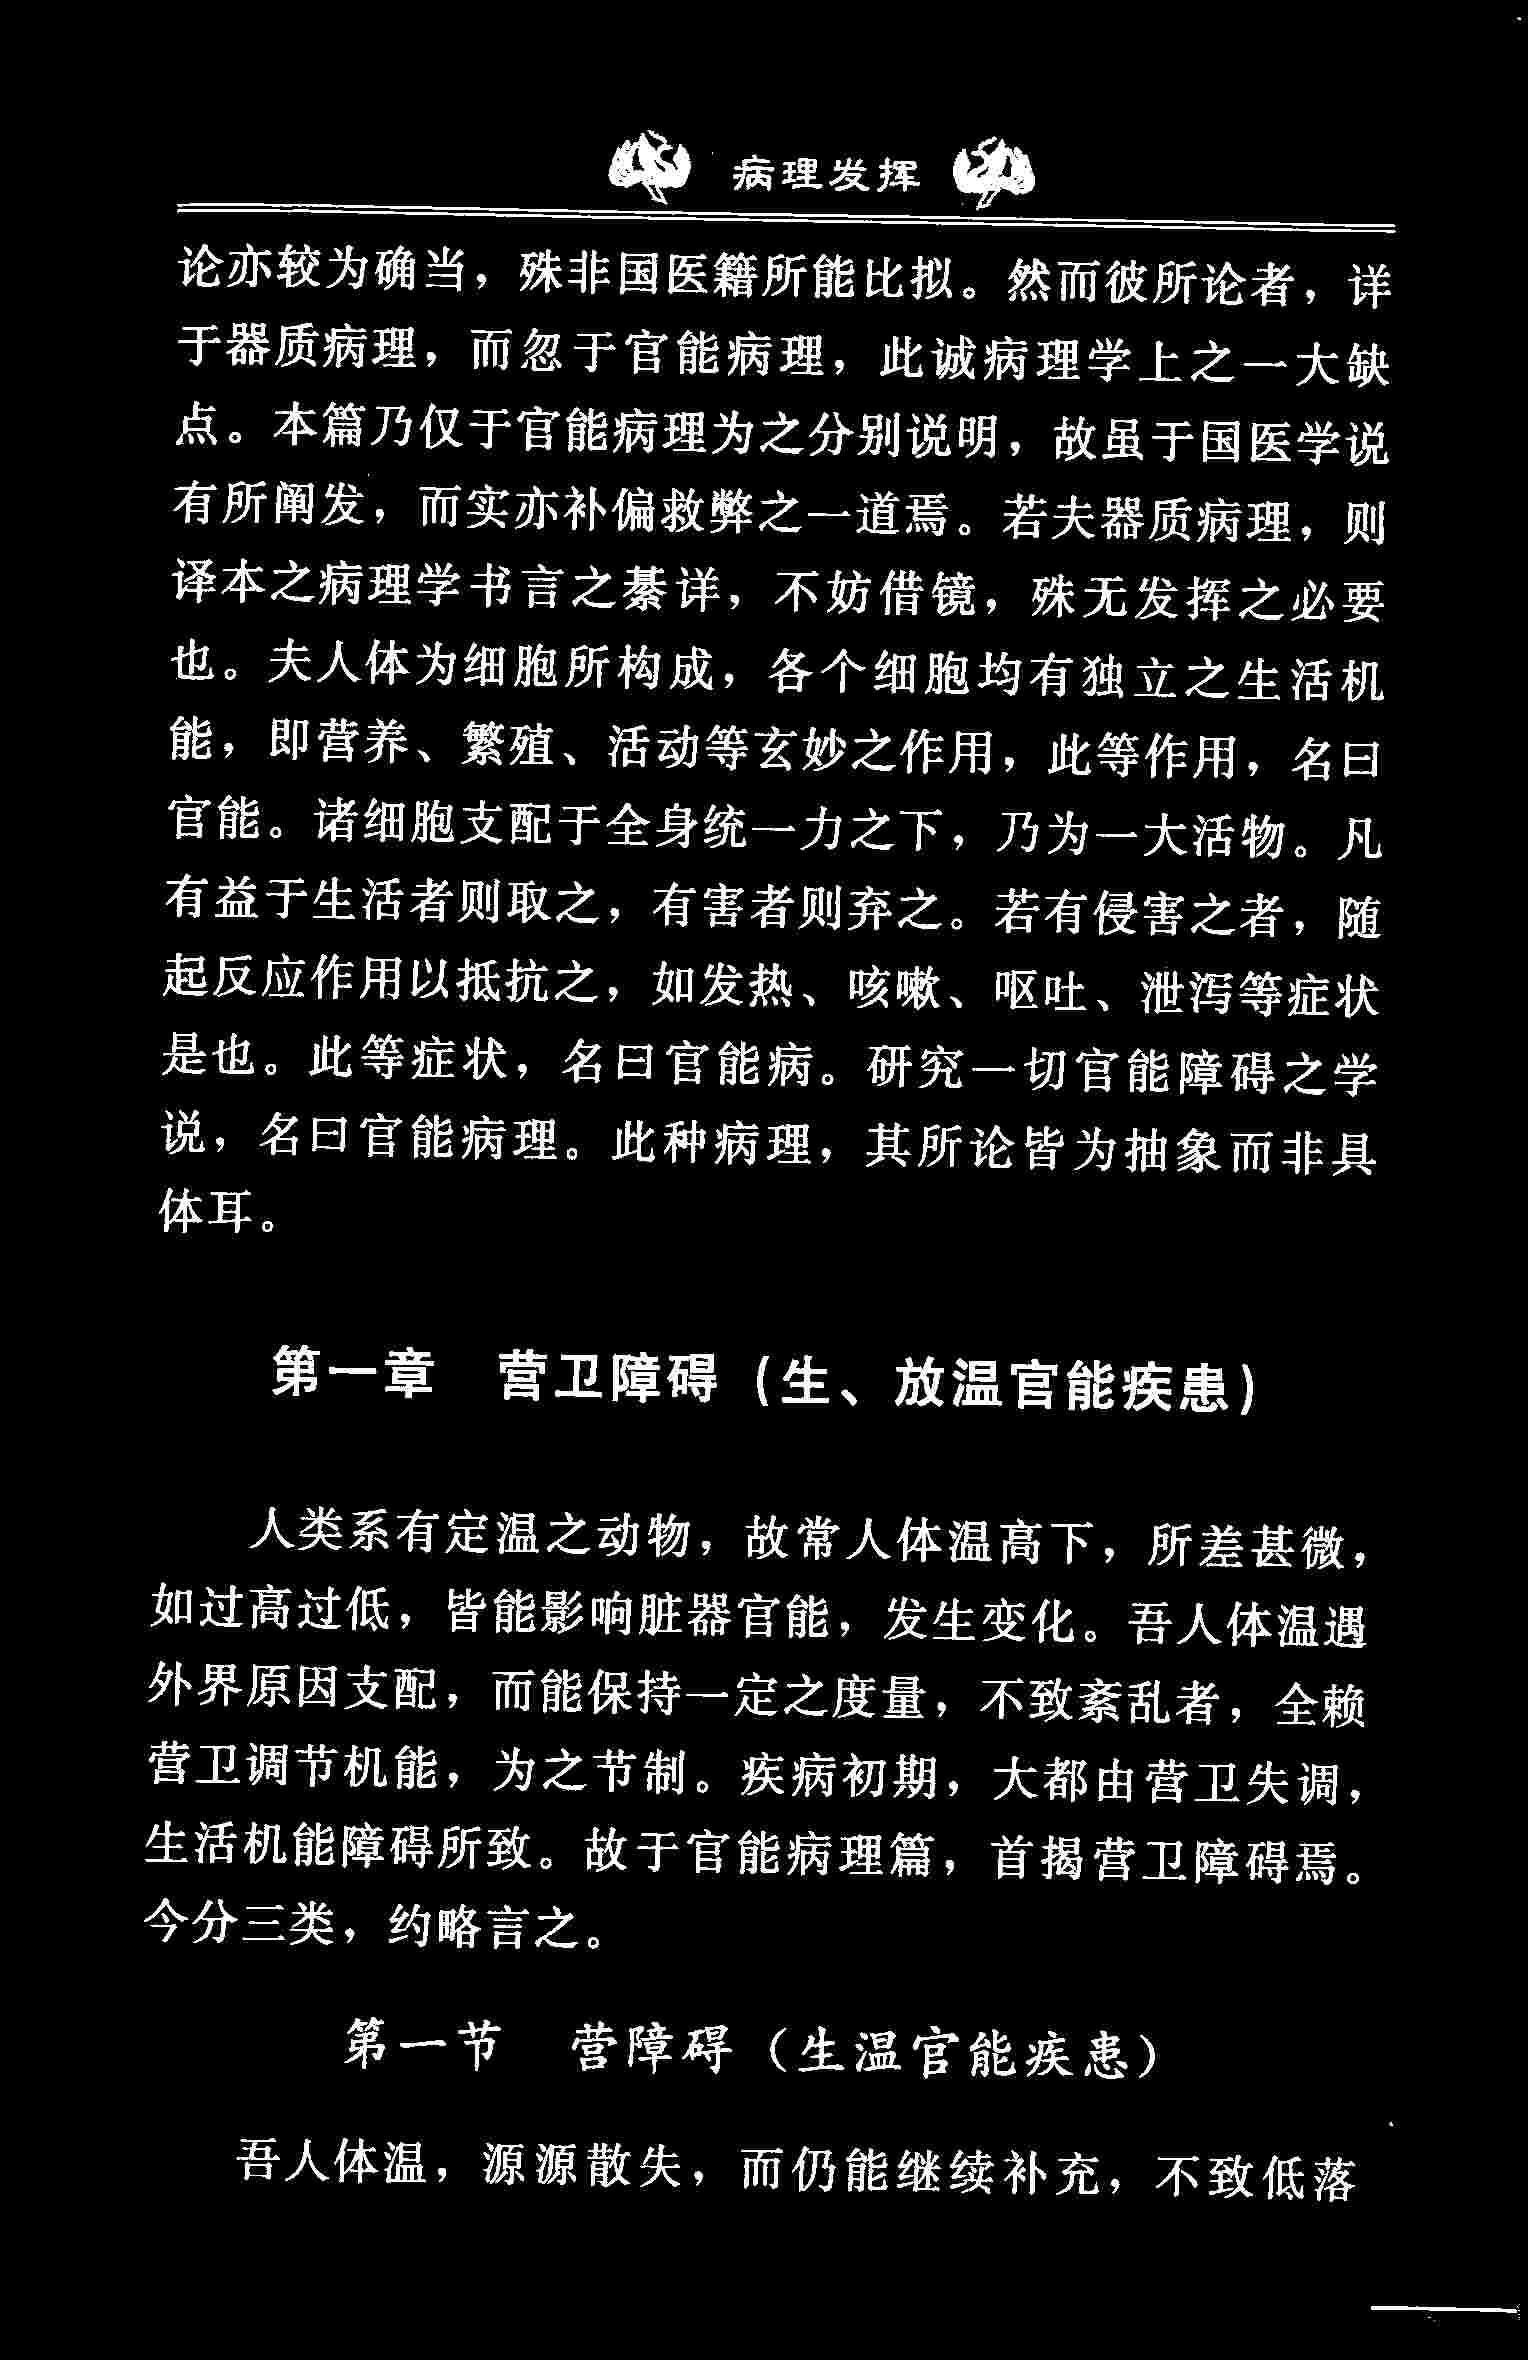 病理发挥
论亦较为确当，殊非国医籍所能比拟。然而彼所论者，详
于器质病理，而忽于官能病理，此诚病理学上之一大缺
点。本篇乃仅于官能病理为之分别说明，故虽于国医学说
有所阐发，而实亦补偏救弊之一道焉。若夫器质病理，则
译本之病理学书言之綦详，不妨借镜，殊无发挥之必要
也。夫人体为细胞所构成，各个细胞均有独立之生活机
能，即营养、繁殖、活动等玄妙之作用，此等作用，名曰
官能。诸细胞支配于全身统一力之下，乃为一大活物。凡
有益于生活者则取之，有害者则弃之。若有侵害之者，随
起反应作用以抵抗之，如发热、咳嗽、呕吐、泄泻等症状
是也。此等症状，名曰官能病。研究一切官能障碍之学
说，名曰官能病理。此种病理，其所论皆为抽象而非具
体耳。
第一章　营卫障碍（生、放温官能疾患）
人类系有定温之动物，故常人体温高下，所差甚微，
如过高过低，皆能影响脏器官能，发生变化。吾人体温遇
外界原因支配，而能保持一定之度量，不致紊乱者，全赖
营卫调节机能，为之节制。疾病初期，大都由营卫失调，
生活机能障碍所致。故于官能病理篇，首揭营卫障碍焉。
今分三类，约略言之。
第一节　营障碍（生温官能疾患）
吾人体温，源源散失，而仍能继续补充，不致低落